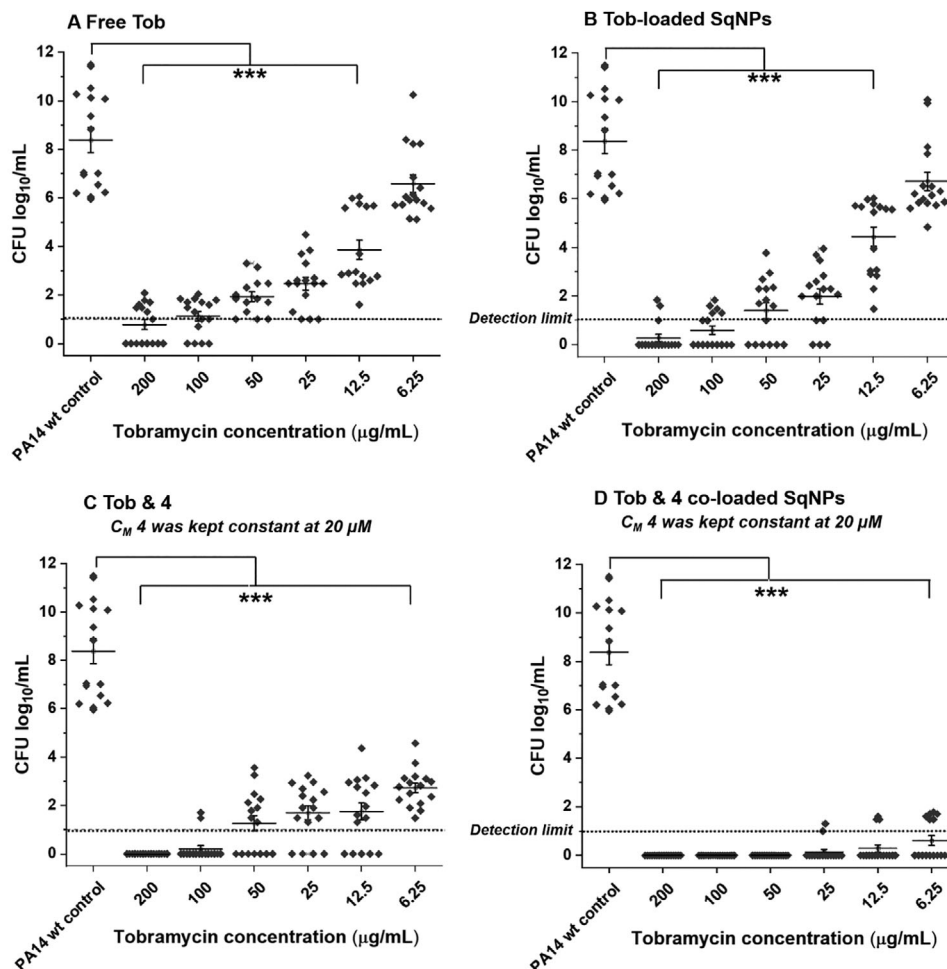 A Free Tob
12
10
8
6
4
2
0
CFU log10/mL
***
PA14 wt control
200
100
50
25
12.5
6.25
Tobramycin concentration (μg/mL)
B Tob-loaded SqNPs
12
10
8
6
4
2
0
CFU log10/mL
***
Detection limit
PA14 wt control
200
100
50
25
12.5
6.25
Tobramycin concentration (μg/mL)
C Tob & 4
CM 4 was kept constant at 20 μM
12
10
8
6
4
2
0
CFU log10/mL
***
PA14 wt control
200
100
50
25
12.5
6.25
Tobramycin concentration (μg/mL)
D Tob & 4 co-loaded SqNPs
CM 4 was kept constant at 20 μM
12
10
8
6
4
2
0
CFU log10/mL
***
Detection limit
PA14 wt control
200
100
50
25
12.5
6.25
Tobramycin concentration (μg/mL)